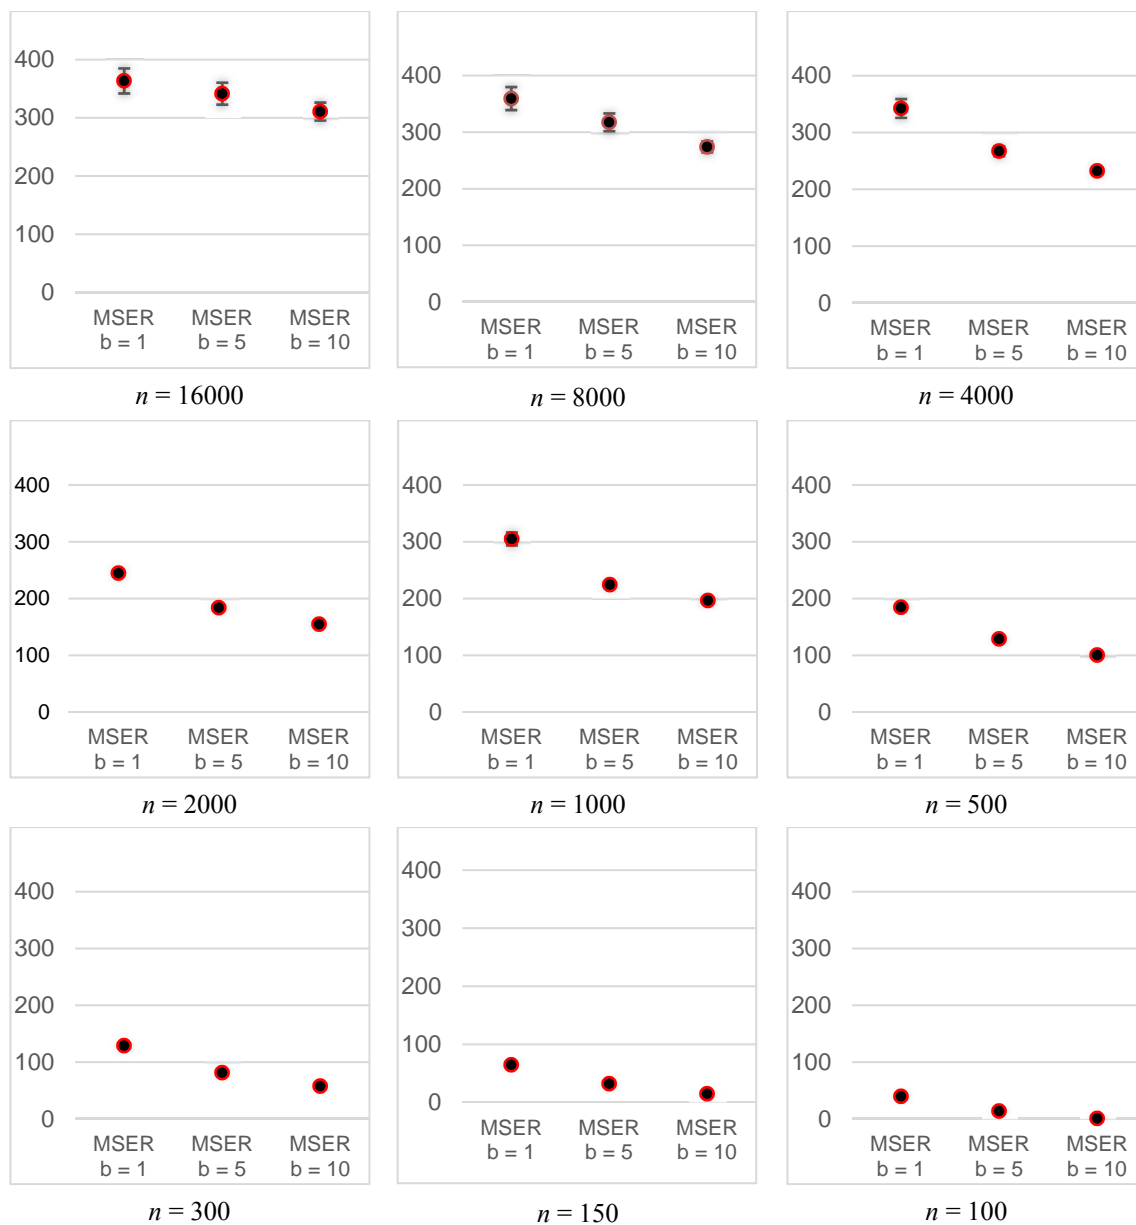 400
300
200
100
0
MSER MSER MSER
b = 1 b = 5 b = 10
n = 16000
400
300
200
100
0
MSER MSER MSER
b = 1 b = 5 b = 10
n = 8000
400
300
200
100
0
MSER MSER MSER
b = 1 b = 5 b = 10
n = 4000
400
300
200
100
0
MSER MSER MSER
b = 1 b = 5 b = 10
n = 2000
400
300
200
100
0
MSER MSER MSER
b = 1 b = 5 b = 10
n = 1000
400
300
200
100
0
MSER MSER MSER
b = 1 b = 5 b = 10
n = 500
400
300
200
100
0
MSER MSER MSER
b = 1 b = 5 b = 10
n = 300
400
300
200
100
0
MSER MSER MSER
b = 1 b = 5 b = 10
n = 150
400
300
200
100
0
MSER MSER MSER
b = 1 b = 5 b = 10
n = 100